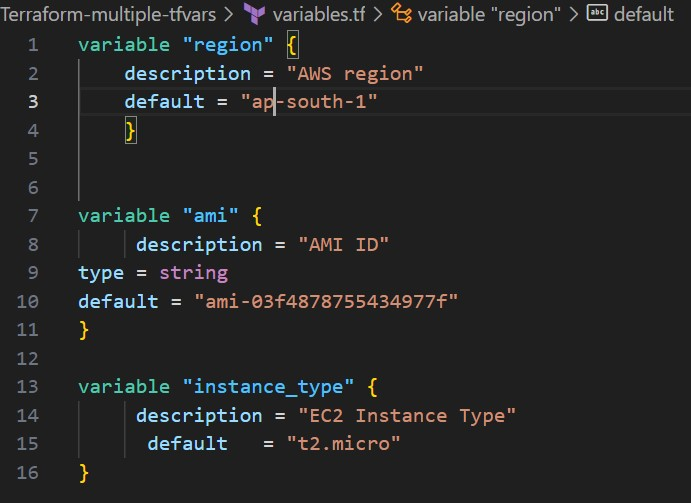 Terraform-multiple-tfvars > variables.tf > variable "region" > abc default
1 variable "region" {
2 description = "AWS region"
3 default = "ap-south-1"
4 }
5
6
7 variable "ami" {
8 description = "AMI ID"
9 type = string
10 default = "ami-03f4878755434977f"
11 }
12
13 variable "instance_type" {
14 description = "EC2 Instance Type"
15 default   = "t2.micro"
16 }